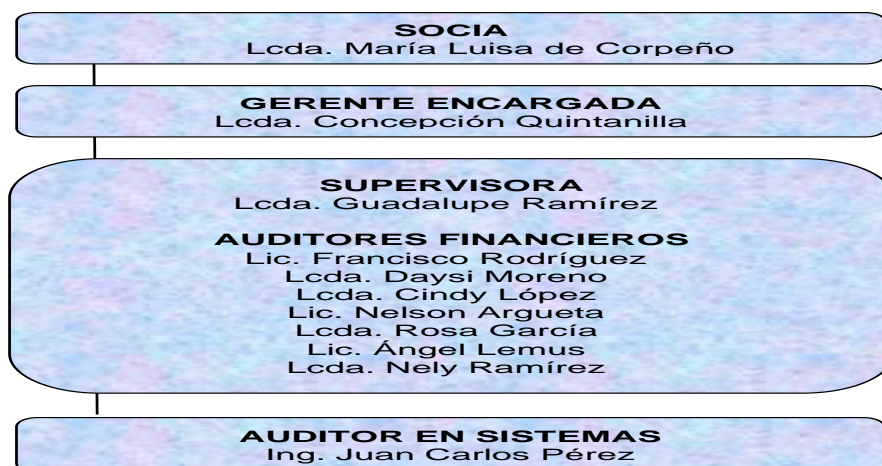 SOCIA
Lcda. María Luisa de Corpeño
GERENTE ENCARGADA
Lcda. Concepción Quintanilla
SUPERVISORA
Lcda. Guadalupe Ramírez
AUDITORES FINANCIEROS
Lic. Francisco Rodríguez
Lcda. Daysi Moreno
Lcda. Cindy López
Lic. Nelson Argueta
Lcda. Rosa García
Lic. Ángel Lemus
Lcda. Nely Ramírez
AUDITOR EN SISTEMAS
Ing. Juan Carlos Pérez